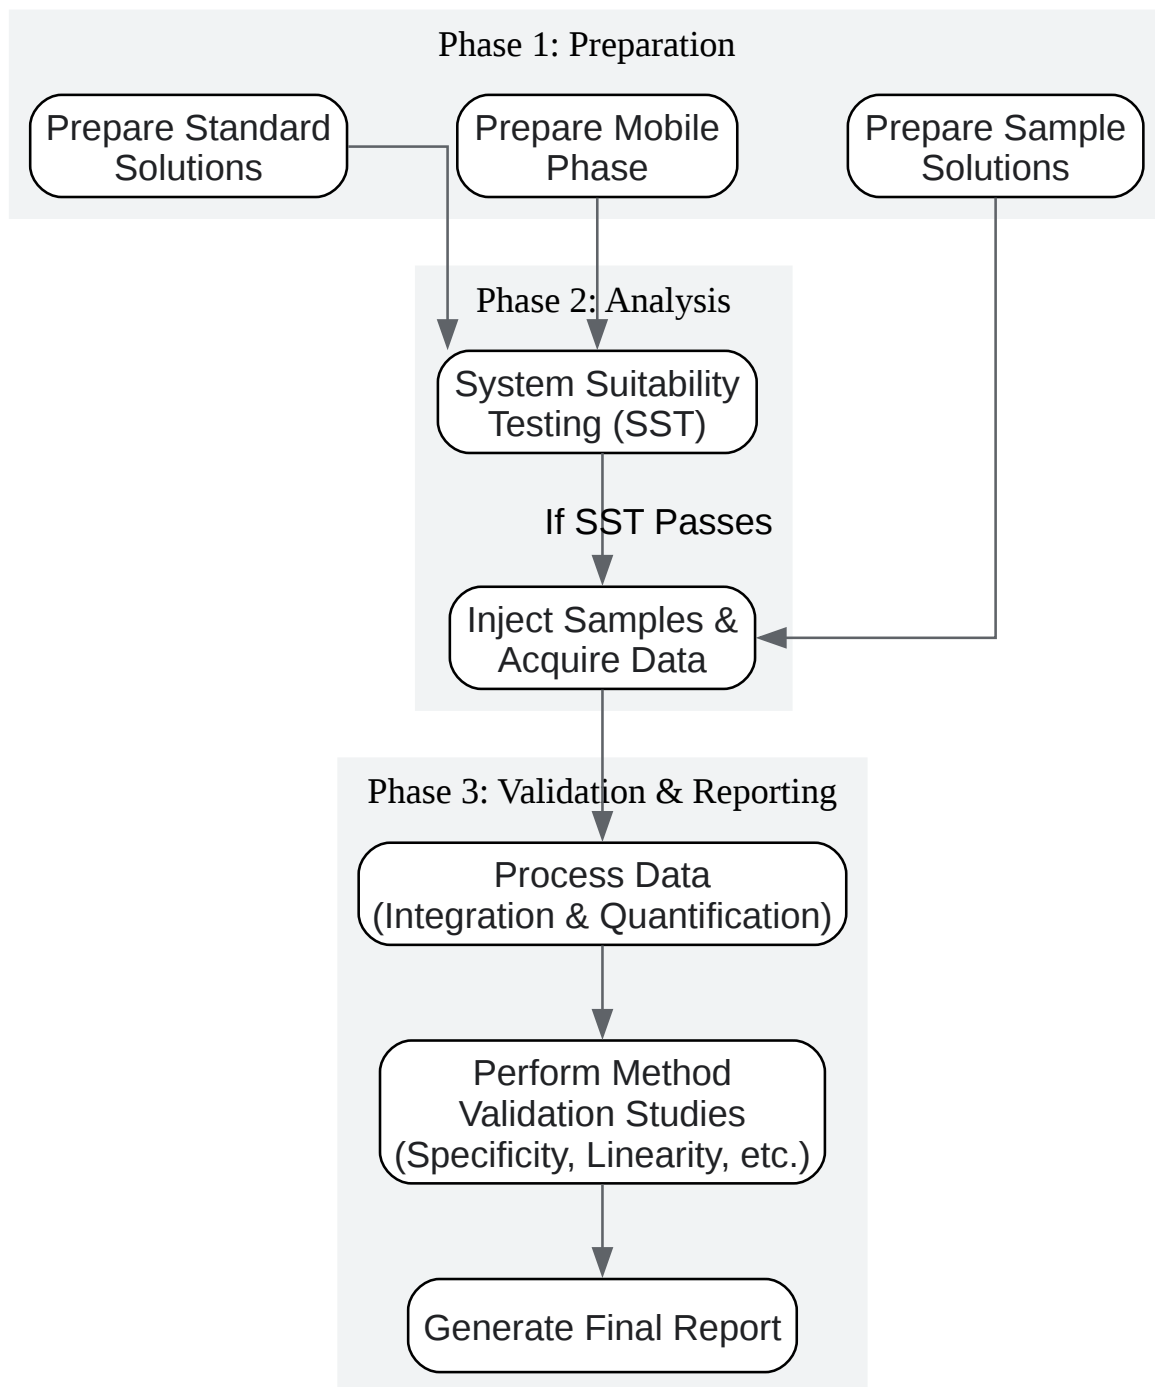 Phase 1: Preparation
Prepare Standard
Solutions
Prepare Mobile
Phase
Prepare Sample
Solutions
Phase 2: Analysis
System Suitability
Testing (SST)
If SST Passes
Inject Samples &
Acquire Data
Phase 3: Validation & Reporting
Process Data
(Integration & Quantification)
Perform Method
Validation Studies
(Specificity, Linearity, etc.)
Generate Final Report